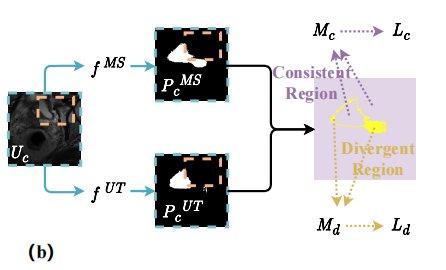 M_c L_c
f^{MS}
P_c^{MS}
Consistent
Region
U_c
Divergent
Region
f^{UT}
P_c^{UT}
M_d L_d
(b)